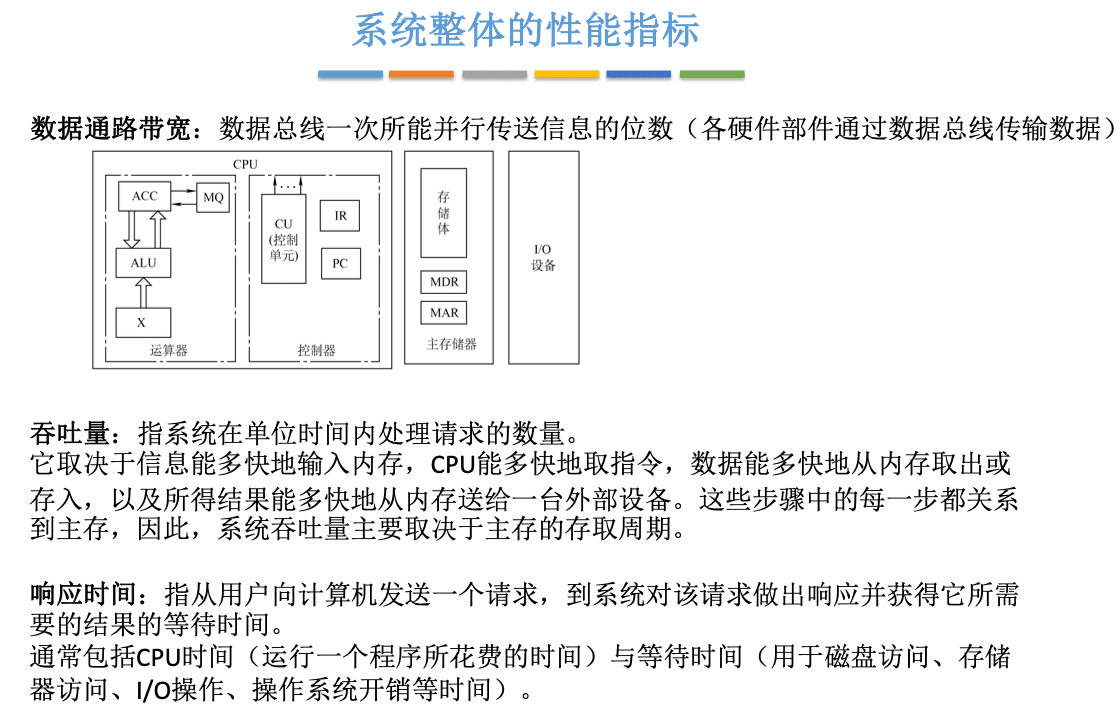 系统整体的性能指标
数据通路带宽：数据总线一次所能并行传送信息的位数（各硬件部件通过数据总线传输数据）
CPU
ACC
MQ
ALU
X
运算器
CU
(控制
单元)
IR
PC
控制器
存
储
体
MDR
MAR
主存储器
I/O
设备
吞吐量：指系统在单位时间内处理请求的数量。
它取决于信息能多快地输入内存，CPU能多快地取指令，数据能多快地从内存取出或
存入，以及所得结果能多快地从内存送给一台外部设备。这些步骤中的每一步都关系
到主存，因此，系统吞吐量主要取决于主存的存取周期。
响应时间：指从用户向计算机发送一个请求，到系统对该请求做出响应并获得它所需
要的结果的等待时间。
通常包括CPU时间（运行一个程序所花费的时间）与等待时间（用于磁盘访问、存储
器访问、I/O操作、操作系统开销等时间）。